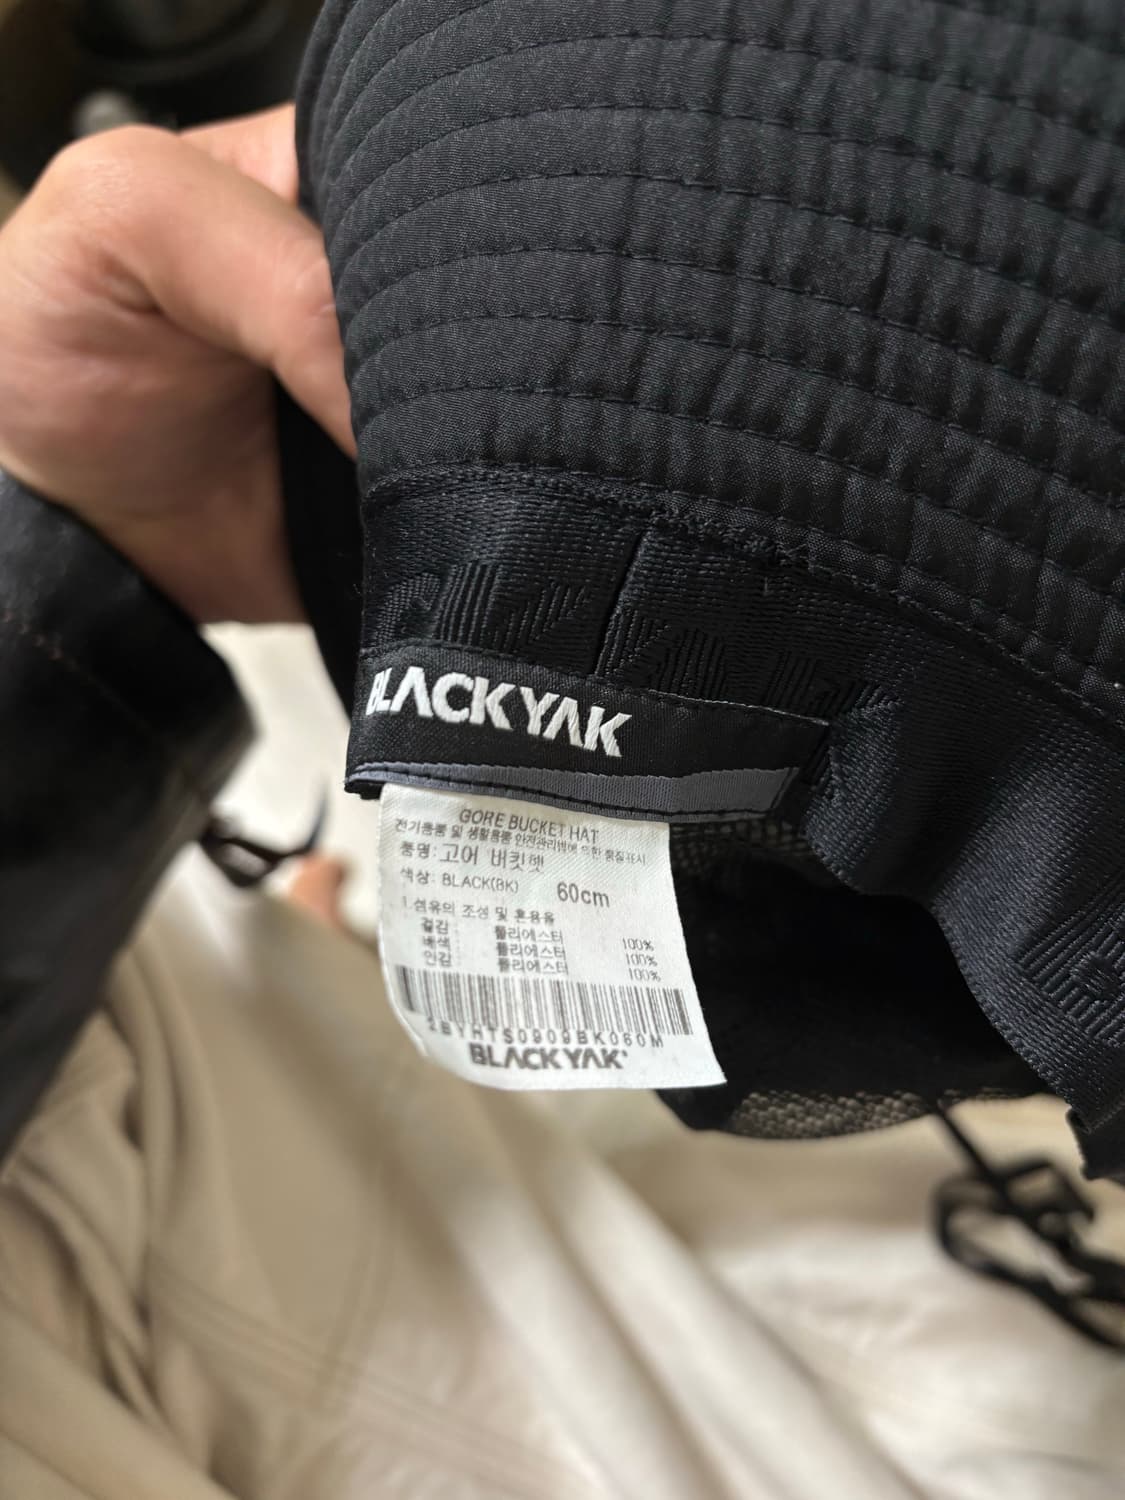 BLACKYAK
GORE BUCKET HAT
전기용품 및 생활용품 안전관리법에 의한 품질표시
품명: 고어 버킷햇
색상: BLACK(BK) 60cm
1.섬유의 조성 및 혼용율
겉감 : 폴리에스터 100%
배색 : 폴리에스터 100%
안감 : 폴리에스터 100%
2BYHTS0909BK060M
BLACKYAK